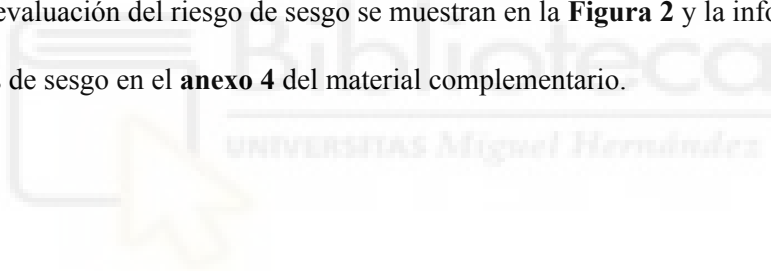 evaluación del riesgo de sesgo se muestran en la Figura 2 y la info
de sesgo en el anexo 4 del material complementario.
Biblioteca
UNIVERSITAS Miguel Hernández